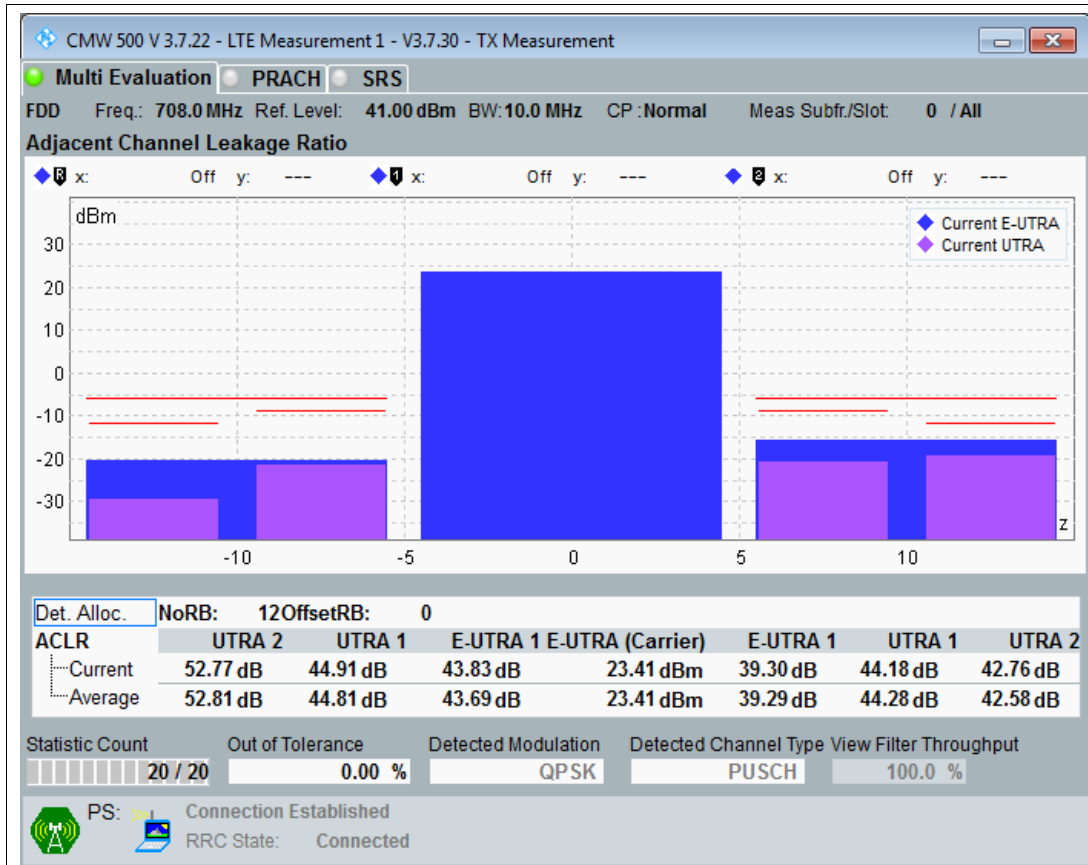 CMW 500 V 3.7.22 - LTE Measurement 1 - V3.7.30 - TX Measurement
Multi Evaluation PRACH SRS
FDD Freq.: 708.0 MHz Ref. Level: 41.00 dBm BW: 10.0 MHz CP : Normal Meas Subfr./Slot: 0 / All
Adjacent Channel Leakage Ratio
R x: Off y: --- 1 x: Off y: --- 2 x: Off y: ---
dBm
Current E-UTRA
Current UTRA
30
20
10
0
-10
-20
-30
z
-10 -5 0 5 10
Det. Alloc. NoRB: 12 OffsetRB: 0
ACLR UTRA 2 UTRA 1 E-UTRA 1 E-UTRA (Carrier) E-UTRA 1 UTRA 1 UTRA 2
Current 52.77 dB 44.91 dB 43.83 dB 23.41 dBm 39.30 dB 44.18 dB 42.76 dB
Average 52.81 dB 44.81 dB 43.69 dB 23.41 dBm 39.29 dB 44.28 dB 42.58 dB
Statistic Count Out of Tolerance Detected Modulation Detected Channel Type View Filter Throughput
20 / 20 0.00 % QPSK PUSCH 100.0 %
PS: Connection Established
RRC State: Connected